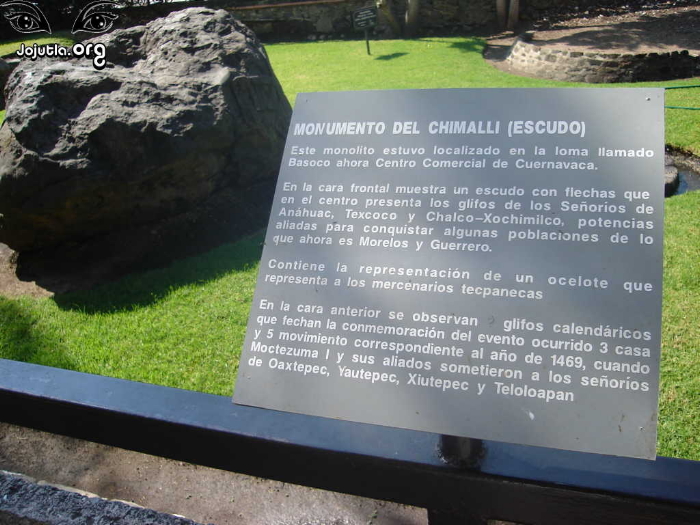 Jojutla.org
MONUMENTO DEL CHIMALLI (ESCUDO)
Este monolito estuvo localizado en la loma llamado
Basoco ahora Centro Comercial de Cuernavaca.
En la cara frontal muestra un escudo con flechas que
en el centro presenta los glifos de los Señorios de
Anáhuac, Texcoco y Chalco-Xochimilco, potencias
aliadas para conquistar algunas poblaciones de lo
que ahora es Morelos y Guerrero.
Contiene la representación de un ocelote que
representa a los mercenarios tecpanecas
En la cara anterior se observan glifos calendáricos
que fechan la conmemoración del evento ocurrido 3 casa
y 5 movimiento correspondiente al año de 1469, cuando
Moctezuma I y sus aliados sometieron a los señoríos
de Oaxtepec, Yautepec, Xiutepec y Teloloapan